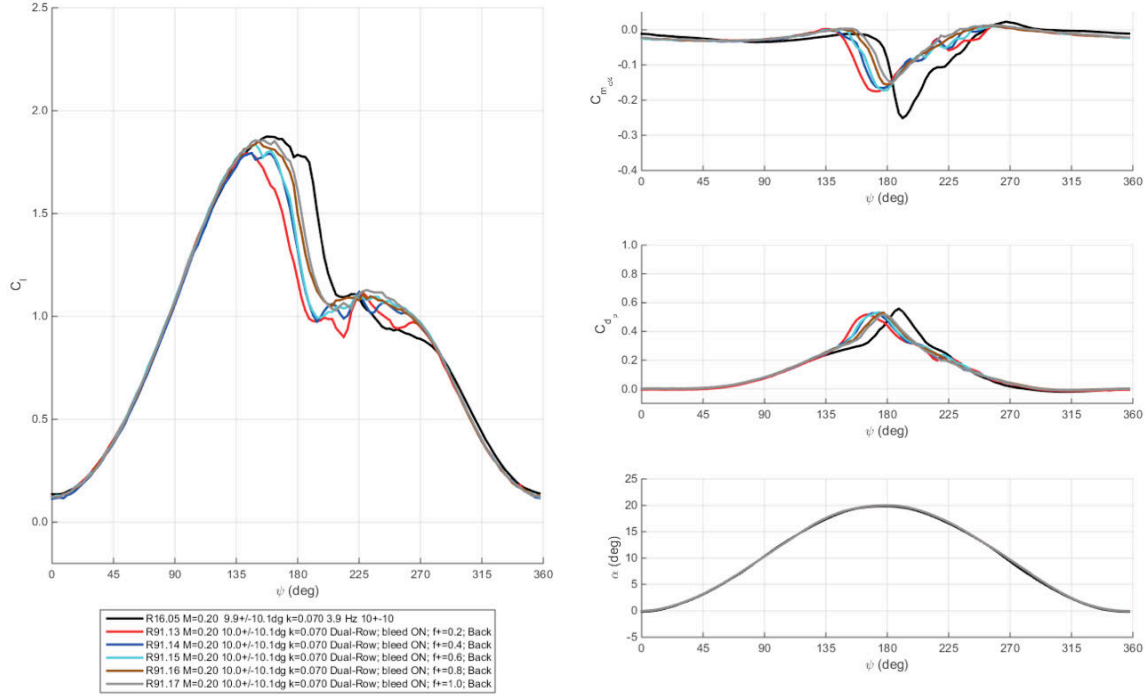 2.5
2.0
1.5
1.0
0.5
0.0
C_l
0 45 90 135 180 225 270 315 360
ψ (deg)
R16.05 M=0.20 9.9+/-10.1dg k=0.070 3.9 Hz 10+-10
R91.13 M=0.20 10.0+/-10.1dg k=0.070 Dual-Row; bleed ON; f+=0.2; Back
R91.14 M=0.20 10.0+/-10.1dg k=0.070 Dual-Row; bleed ON; f+=0.4; Back
R91.15 M=0.20 10.0+/-10.1dg k=0.070 Dual-Row; bleed ON; f+=0.6; Back
R91.16 M=0.20 10.0+/-10.1dg k=0.070 Dual-Row; bleed ON; f+=0.8; Back
R91.17 M=0.20 10.0+/-10.1dg k=0.070 Dual-Row; bleed ON; f+=1.0; Back
0.0
-0.1
-0.2
-0.3
-0.4
0 45 90 135 180 225 270 315 360
ψ (deg)
1.0
0.8
0.6
0.4
0.2
0.0
C_dp
0 45 90 135 180 225 270 315 360
ψ (deg)
25
20
15
10
5
0
-5
α (deg)
0 45 90 135 180 225 270 315 360
ψ (deg)